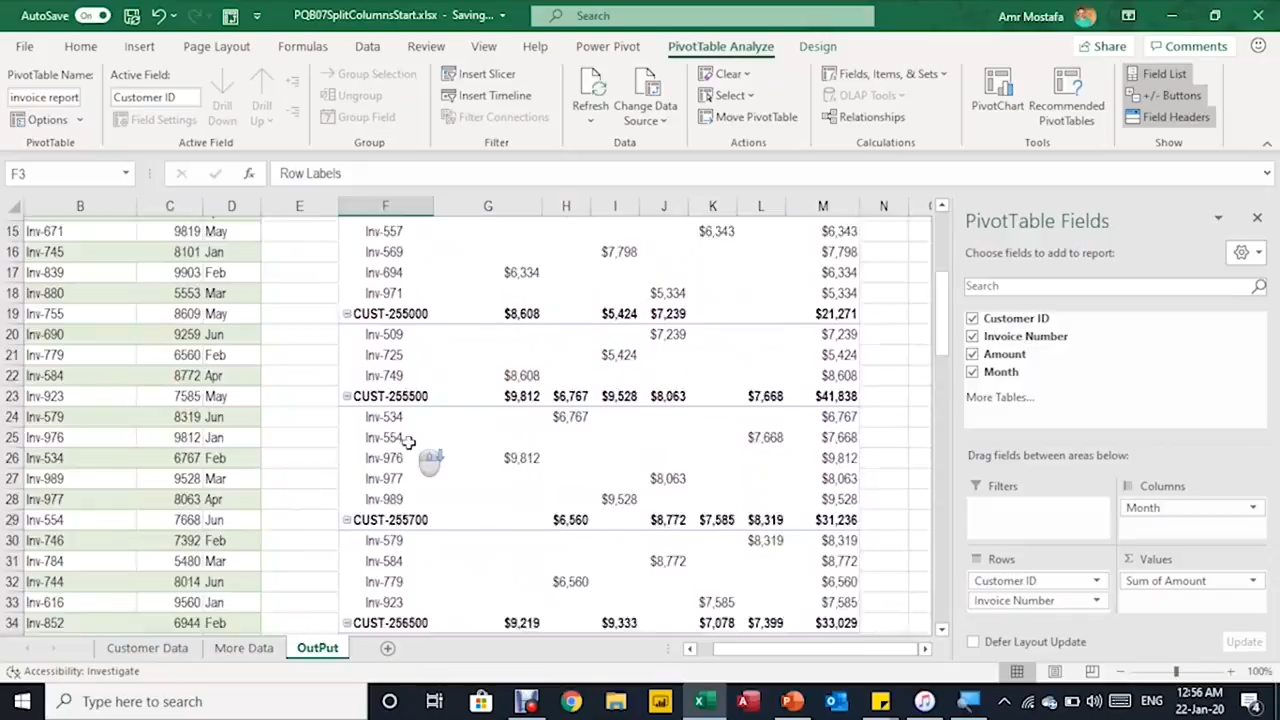 AutoSave On PQB07SplitColumnsStart.xlsx - Saving... Search Amr Mostafa
File Home Insert Page Layout Formulas Data Review View Help Power Pivot PivotTable Analyze Design Share Comments
PivotTable Name: Active Field: Group Selection Insert Slicer Clear Fields, Items, & Sets Field List
invoice report Customer ID Drill Down Drill Up Ungroup Insert Timeline Refresh Change Data Source Select OLAP Tools PivotChart Recommended PivotTables +/- Buttons
Options Field Settings Group Field Filter Connections Move PivotTable Relationships Field Headers
PivotTable Active Field Group Filter Data Actions Calculations Tools Show
F3 fx Row Labels
B C D E F G H I J K L M N
15 Inv-671 9819 May Inv-557 $6,343 $6,343
16 Inv-745 8101 Jan Inv-569 $7,798 $7,798
17 Inv-839 9903 Feb Inv-694 $6,334 $6,334
18 Inv-880 5553 Mar Inv-971 $5,334 $5,334
19 Inv-755 8609 May CUST-255000 $8,608 $5,424 $7,239 $21,271
20 Inv-690 9259 Jun Inv-509 $7,239 $7,239
21 Inv-779 6560 Feb Inv-725 $5,424 $5,424
22 Inv-584 8772 Apr Inv-749 $8,608 $8,608
23 Inv-923 7585 May CUST-255500 $9,812 $6,767 $9,528 $8,063 $7,668 $41,838
24 Inv-579 8319 Jun Inv-534 $6,767 $6,767
25 Inv-976 9812 Jan Inv-554 $7,668 $7,668
26 Inv-534 6767 Feb Inv-976 $9,812 $9,812
27 Inv-989 9528 Mar Inv-977 $8,063 $8,063
28 Inv-977 8063 Apr Inv-989 $9,528 $9,528
29 Inv-554 7668 Jun CUST-255700 $6,560 $8,772 $7,585 $8,319 $31,236
30 Inv-746 7392 Feb Inv-579 $8,319 $8,319
31 Inv-784 5480 Mar Inv-584 $8,772 $8,772
32 Inv-744 8014 Jun Inv-779 $6,560 $6,560
33 Inv-616 9560 Jan Inv-923 $7,585 $7,585
34 Inv-852 6944 Feb CUST-256500 $9,219 $9,333 $7,078 $7,399 $33,029
PivotTable Fields
Choose fields to add to report:
Search
Customer ID
Invoice Number
Amount
Month
More Tables...
Drag fields between areas below:
Filters Columns
Month
Rows Σ Values
Customer ID Sum of Amount
Invoice Number
Defer Layout Update Update
Customer Data More Data OutPut
Accessibility: Investigate 100%
Type here to search ENG 12:56 AM
22-Jan-20 4